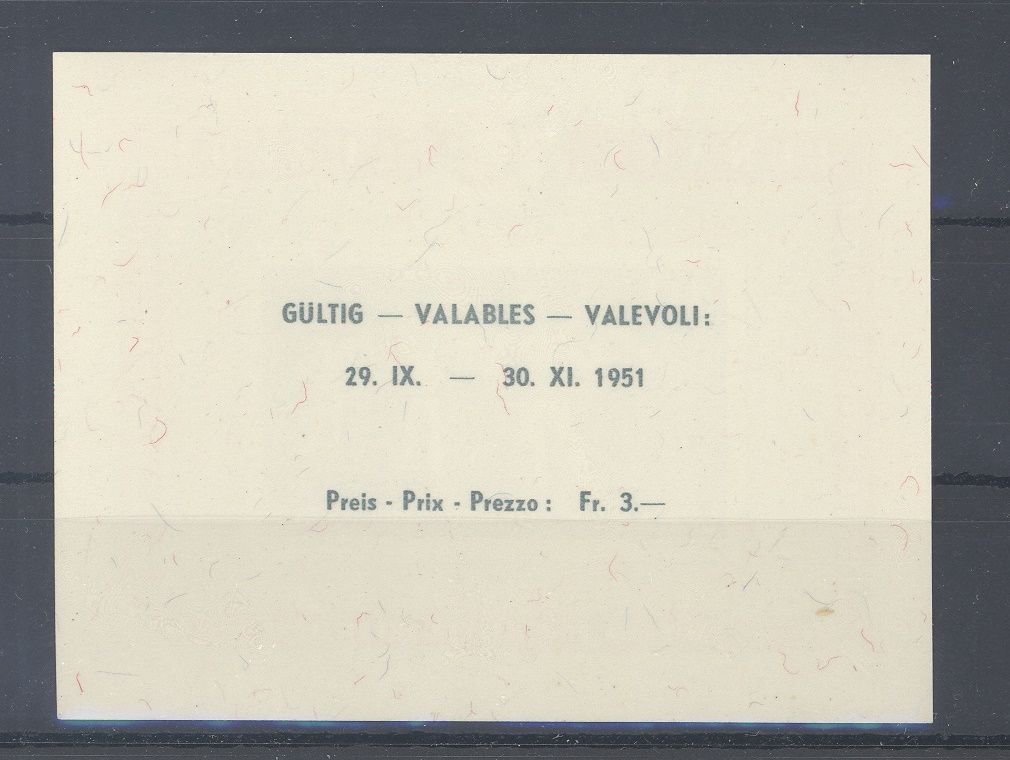 GÜLTIG — VALABLES — VALEVOLI:
29. IX. — 30. XI. 1951
Preis - Prix - Prezzo: Fr. 3.—